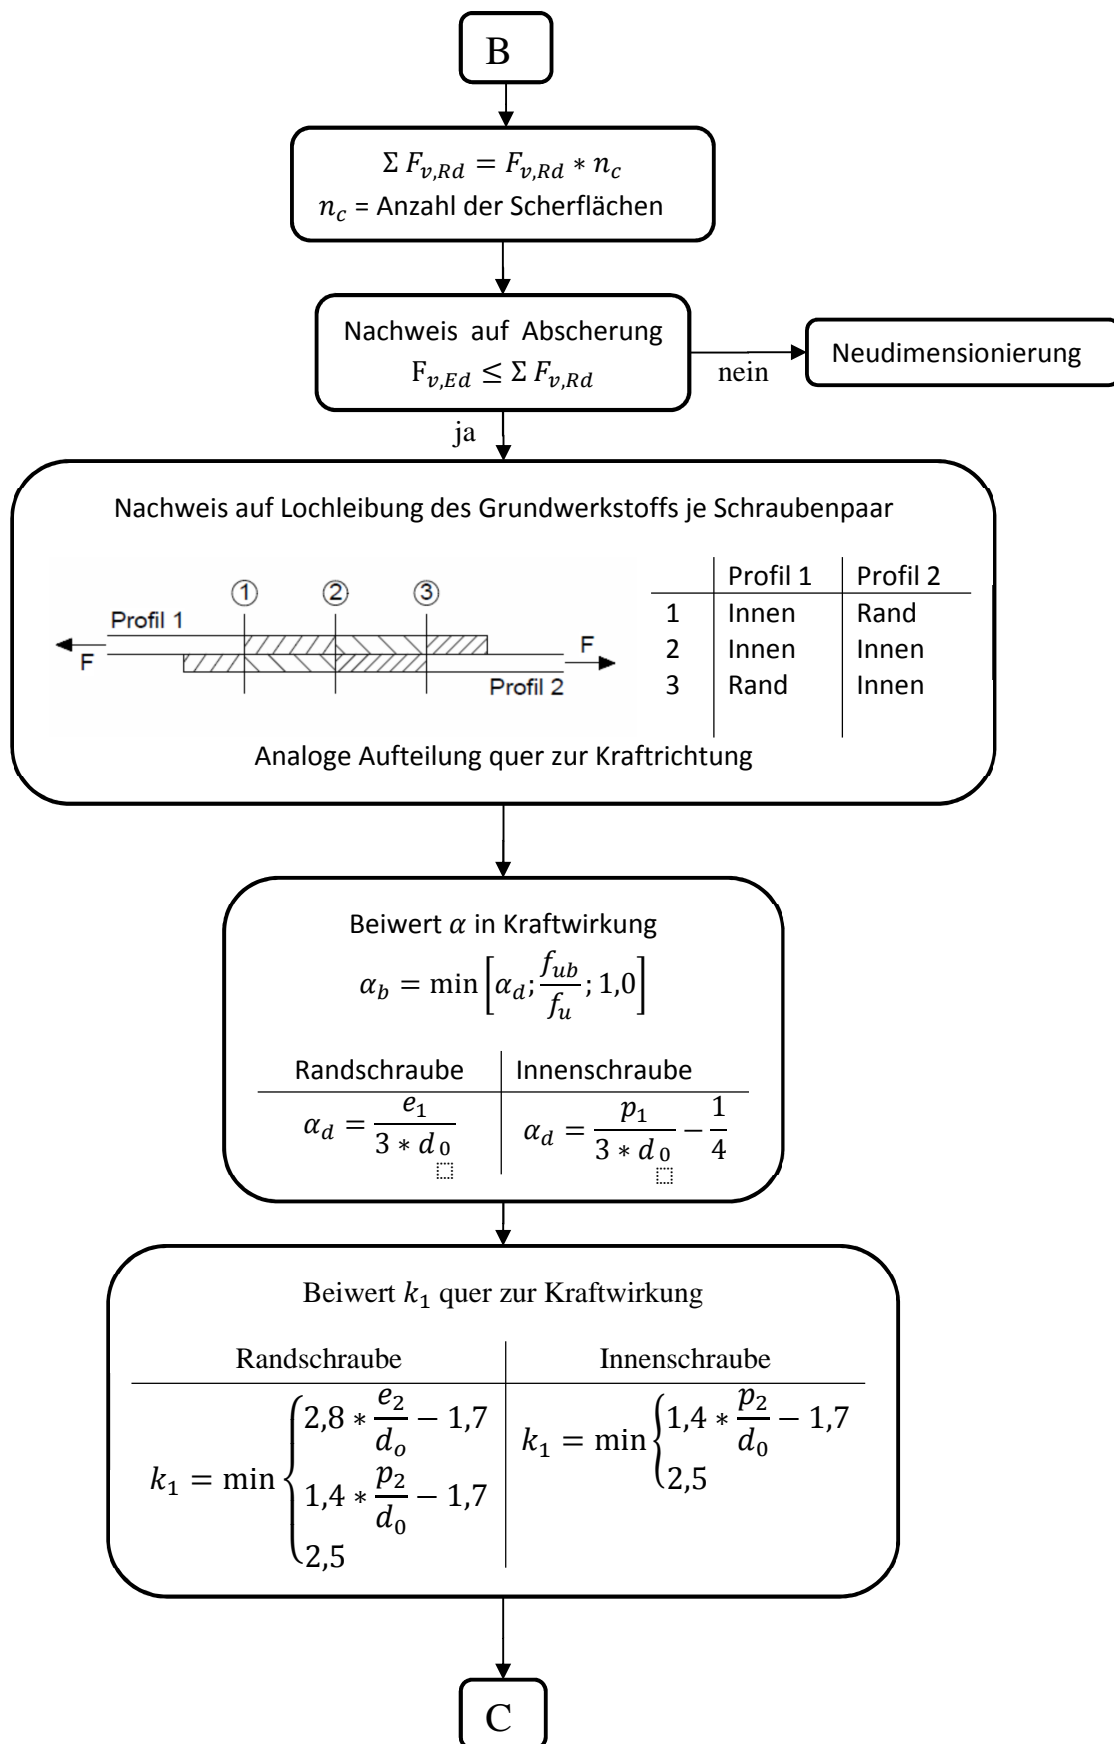 B
Σ F_{v,Rd} = F_{v,Rd} * n_c
n_c = Anzahl der Scherflächen
Nachweis auf Abscherung
F_{v,Ed} ≤ Σ F_{v,Rd}
nein
Neudimensionierung
ja
Nachweis auf Lochleibung des Grundwerkstoffs je Schraubenpaar
1 2 3
Profil 1
F
F
Profil 2
Profil 1 Profil 2
1 Innen Rand
2 Innen Innen
3 Rand Innen
Analoge Aufteilung quer zur Kraftrichtung
Beiwert α in Kraftwirkung
α_b = min [α_d; f_{ub}/f_u; 1,0]
Randschraube Innenschraube
α_d = e_1/(3 * d_0) α_d = p_1/(3 * d_0) − 1/4
Beiwert k_1 quer zur Kraftwirkung
Randschraube Innenschraube
k_1 = min { 2,8 * e_2/d_o − 1,7
1,4 * p_2/d_0 − 1,7
2,5
k_1 = min { 1,4 * p_2/d_0 − 1,7
2,5
C